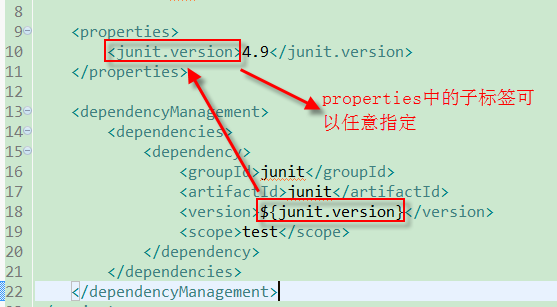 9 <properties>
10 <junit.version>4.9</junit.version>
11 </properties>
12
13 <dependencyManagement>
14 <dependencies>
15 <dependency>
16 <groupId>junit</groupId>
17 <artifactId>junit</artifactId>
18 <version>${junit.version}</version>
19 <scope>test</scope>
20 </dependency>
21 </dependencies>
22 </dependencyManagement>
properties中的子标签可
以任意指定